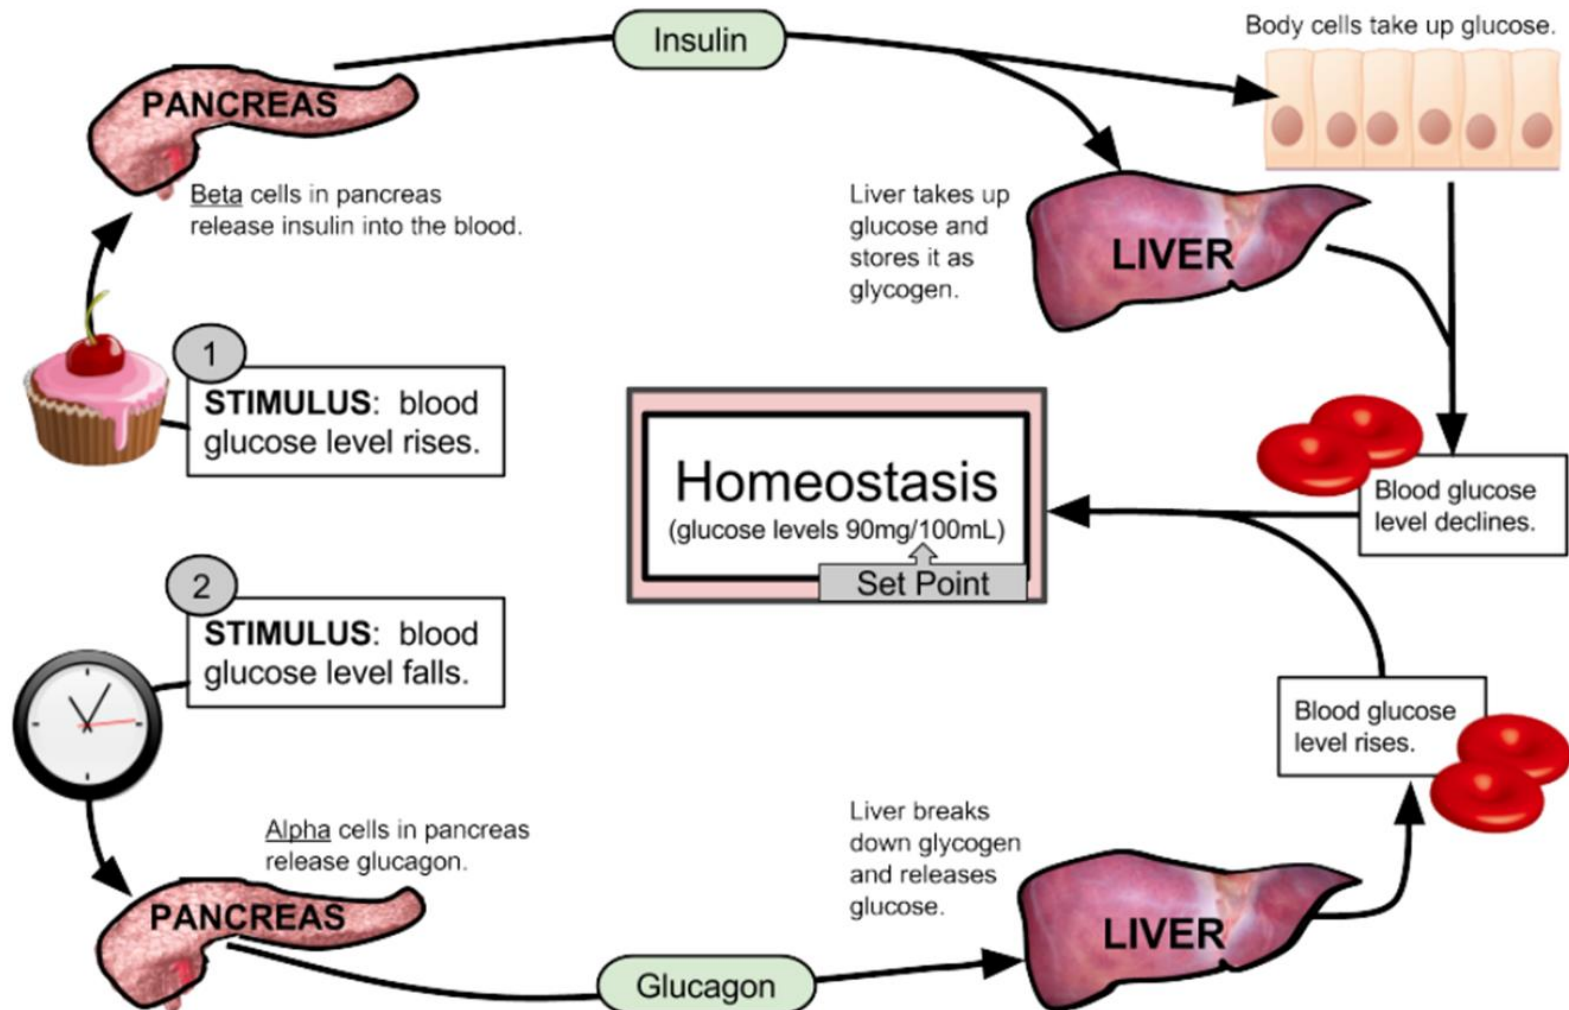 Insulin
Body cells take up glucose.
PANCREAS
Beta cells in pancreas
release insulin into the blood.
Liver takes up
glucose and
stores it as
glycogen.
LIVER
1
STIMULUS: blood
glucose level rises.
Homeostasis
(glucose levels 90mg/100mL)
Set Point
Blood glucose
level declines.
2
STIMULUS: blood
glucose level falls.
Blood glucose
level rises.
Alpha cells in pancreas
release glucagon.
PANCREAS
Liver breaks
down glycogen
and releases
glucose.
LIVER
Glucagon